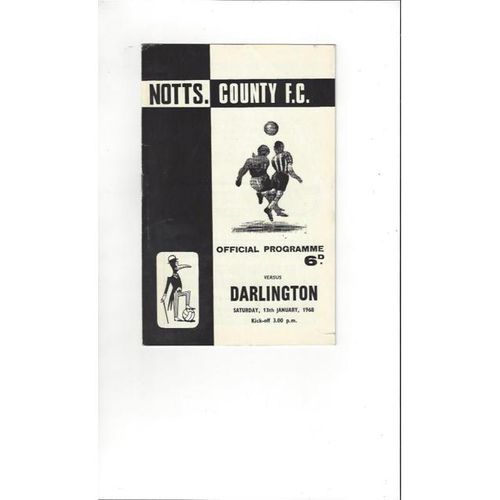 NOTTS. COUNTY F.C.
OFFICIAL PROGRAMME
6D.
VERSUS
DARLINGTON
SATURDAY, 13th JANUARY, 1968
Kick-off 3.00 p.m.